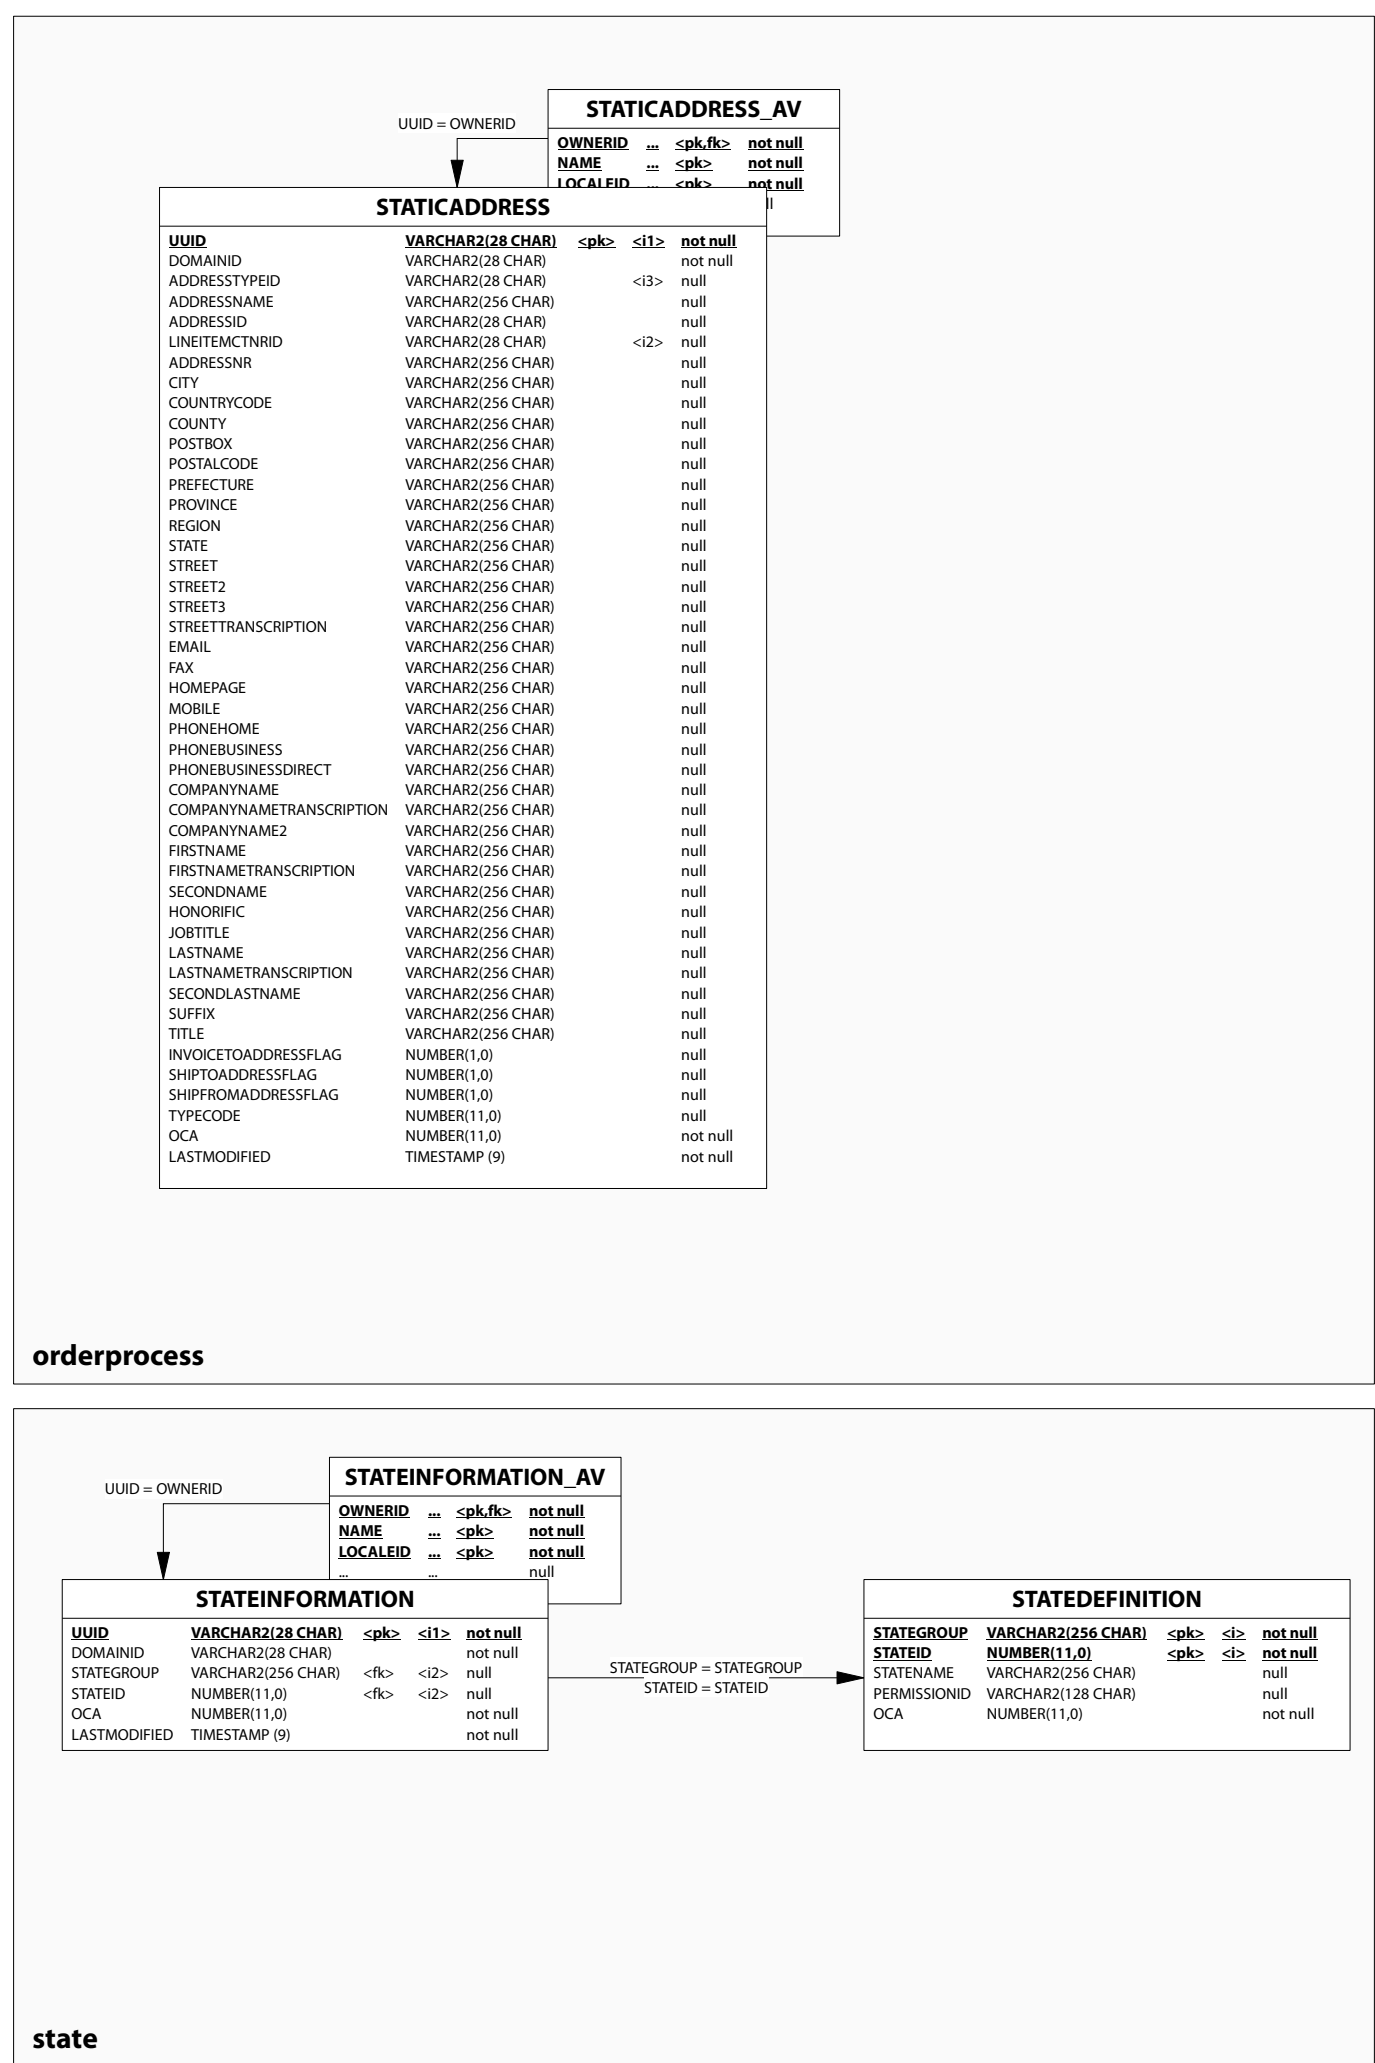 STATICADDRESS_AV
UUID = OWNERID
OWNERID ... <pk,fk> not null
NAME ... <pk> not null
LOCALEID ... <pk> not null
STATICADDRESS
UUID VARCHAR2(28 CHAR) <pk> <i1> not null
DOMAINID VARCHAR2(28 CHAR) not null
ADDRESSTYPEID VARCHAR2(28 CHAR) <i3> null
ADDRESSNAME VARCHAR2(256 CHAR) null
ADDRESSID VARCHAR2(28 CHAR) null
LINEITEMCTNRID VARCHAR2(28 CHAR) <i2> null
ADDRESSNR VARCHAR2(256 CHAR) null
CITY VARCHAR2(256 CHAR) null
COUNTRYCODE VARCHAR2(256 CHAR) null
COUNTY VARCHAR2(256 CHAR) null
POSTBOX VARCHAR2(256 CHAR) null
POSTALCODE VARCHAR2(256 CHAR) null
PREFECTURE VARCHAR2(256 CHAR) null
PROVINCE VARCHAR2(256 CHAR) null
REGION VARCHAR2(256 CHAR) null
STATE VARCHAR2(256 CHAR) null
STREET VARCHAR2(256 CHAR) null
STREET2 VARCHAR2(256 CHAR) null
STREET3 VARCHAR2(256 CHAR) null
STREETTRANSCRIPTION VARCHAR2(256 CHAR) null
EMAIL VARCHAR2(256 CHAR) null
FAX VARCHAR2(256 CHAR) null
HOMEPAGE VARCHAR2(256 CHAR) null
MOBILE VARCHAR2(256 CHAR) null
PHONEHOME VARCHAR2(256 CHAR) null
PHONEBUSINESS VARCHAR2(256 CHAR) null
PHONEBUSINESSDIRECT VARCHAR2(256 CHAR) null
COMPANYNAME VARCHAR2(256 CHAR) null
COMPANYNAMETRANSCRIPTION VARCHAR2(256 CHAR) null
COMPANYNAME2 VARCHAR2(256 CHAR) null
FIRSTNAME VARCHAR2(256 CHAR) null
FIRSTNAMETRANSCRIPTION VARCHAR2(256 CHAR) null
SECONDNAME VARCHAR2(256 CHAR) null
HONORIFIC VARCHAR2(256 CHAR) null
JOBTITLE VARCHAR2(256 CHAR) null
LASTNAME VARCHAR2(256 CHAR) null
LASTNAMETRANSCRIPTION VARCHAR2(256 CHAR) null
SECONDLASTNAME VARCHAR2(256 CHAR) null
SUFFIX VARCHAR2(256 CHAR) null
TITLE VARCHAR2(256 CHAR) null
INVOICETOADDRESSFLAG NUMBER(1,0) null
SHIPTOADDRESSFLAG NUMBER(1,0) null
SHIPFROMADDRESSFLAG NUMBER(1,0) null
TYPECODE NUMBER(11,0) null
OCA NUMBER(11,0) not null
LASTMODIFIED TIMESTAMP (9) not null
orderprocess
STATEINFORMATION_AV
UUID = OWNERID
OWNERID ... <pk,fk> not null
NAME ... <pk> not null
LOCALEID ... <pk> not null
... ... null
STATEINFORMATION
UUID VARCHAR2(28 CHAR) <pk> <i1> not null
DOMAINID VARCHAR2(28 CHAR) not null
STATEGROUP VARCHAR2(256 CHAR) <fk> <i2> null
STATEID NUMBER(11,0) <fk> <i2> null
OCA NUMBER(11,0) not null
LASTMODIFIED TIMESTAMP (9) not null
STATEGROUP = STATEGROUP
STATEID = STATEID
STATEDEFINITION
STATEGROUP VARCHAR2(256 CHAR) <pk> <i> not null
STATEID NUMBER(11,0) <pk> <i> not null
STATENAME VARCHAR2(256 CHAR) null
PERMISSIONID VARCHAR2(128 CHAR) null
OCA NUMBER(11,0) not null
state